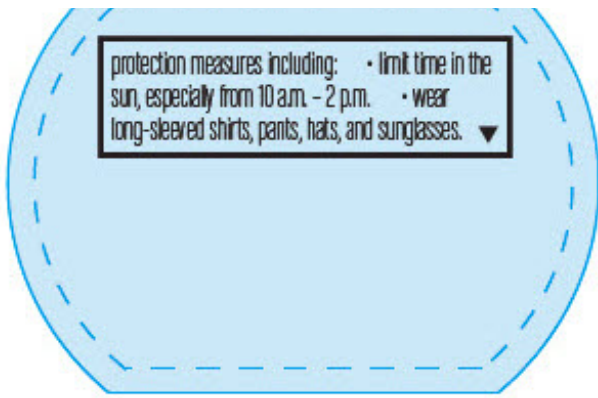 protection measures including: • limit time in the
sun, especially from 10 a.m. – 2 p.m. • wear
long-sleeved shirts, pants, hats, and sunglasses. ▼